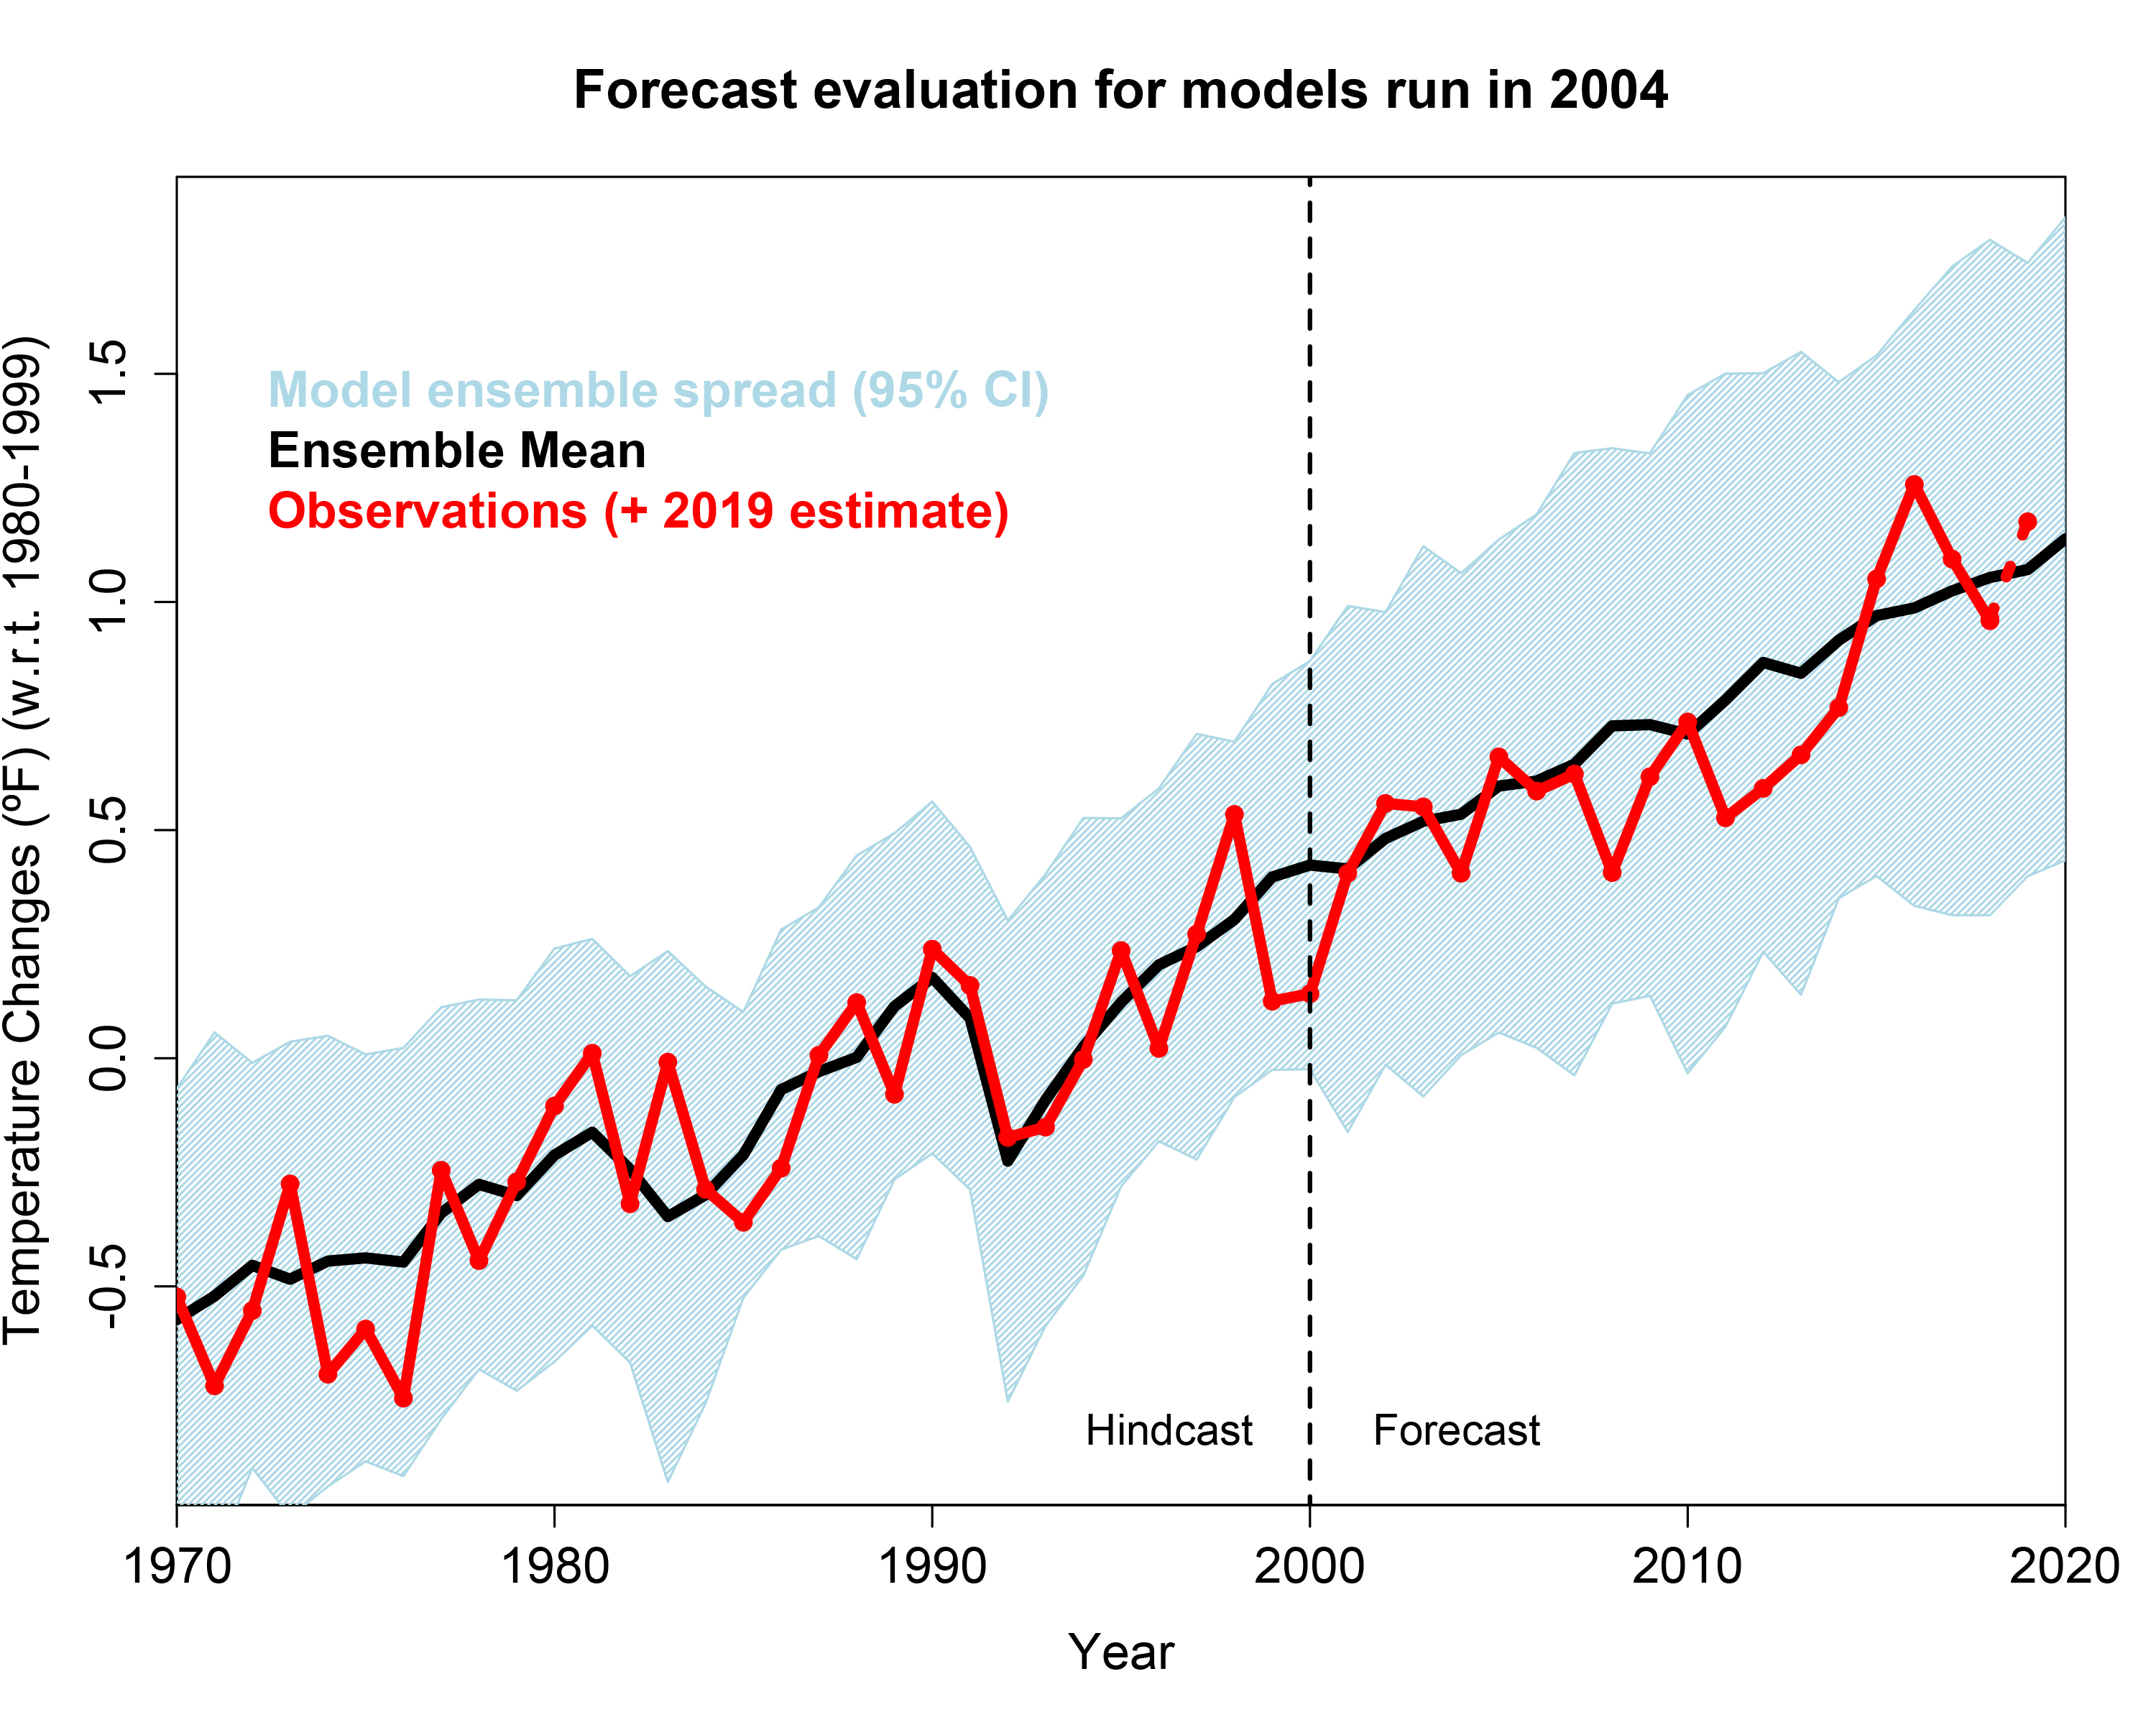 Forecast evaluation for models run in 2004
Temperature Changes (ºF) (w.r.t. 1980-1999)
1.5
1.0
0.5
0.0
-0.5
Model ensemble spread (95% CI)
Ensemble Mean
Observations (+ 2019 estimate)
Hindcast
Forecast
1970
1980
1990
2000
2010
2020
Year